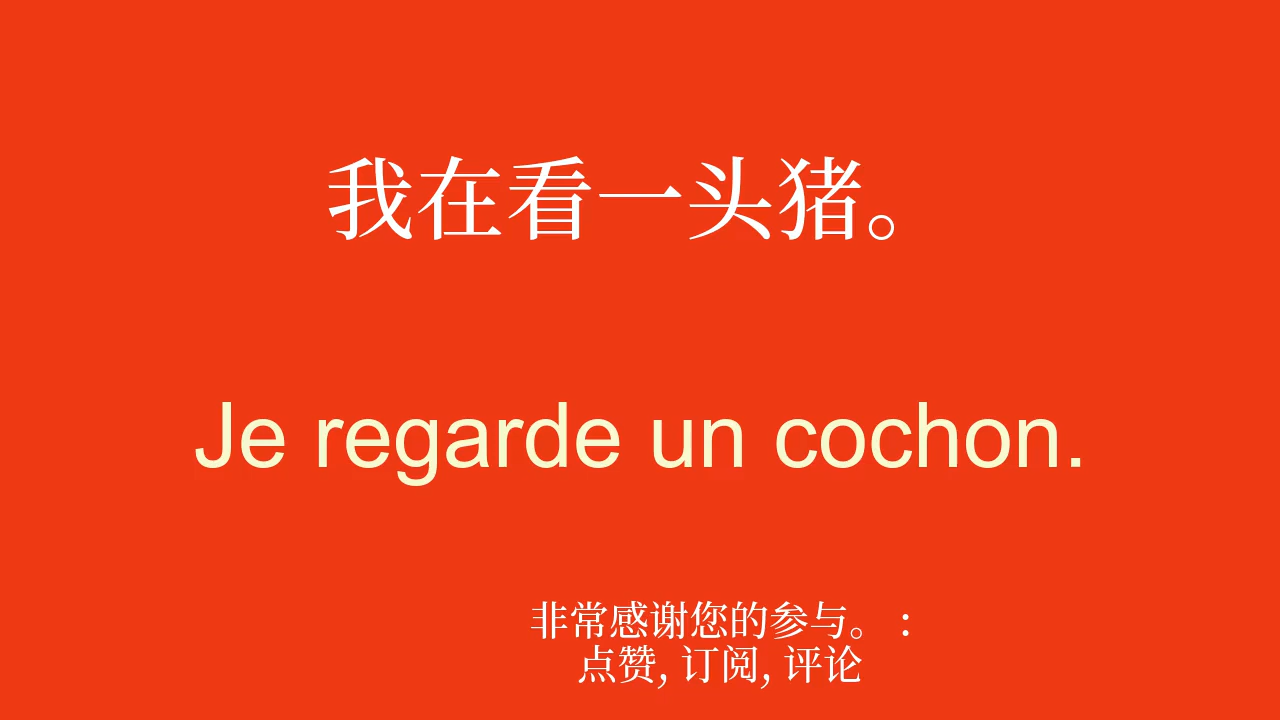 我在看一头猪。
Je regarde un cochon.
非常感谢您的参与。 :
点赞, 订阅, 评论